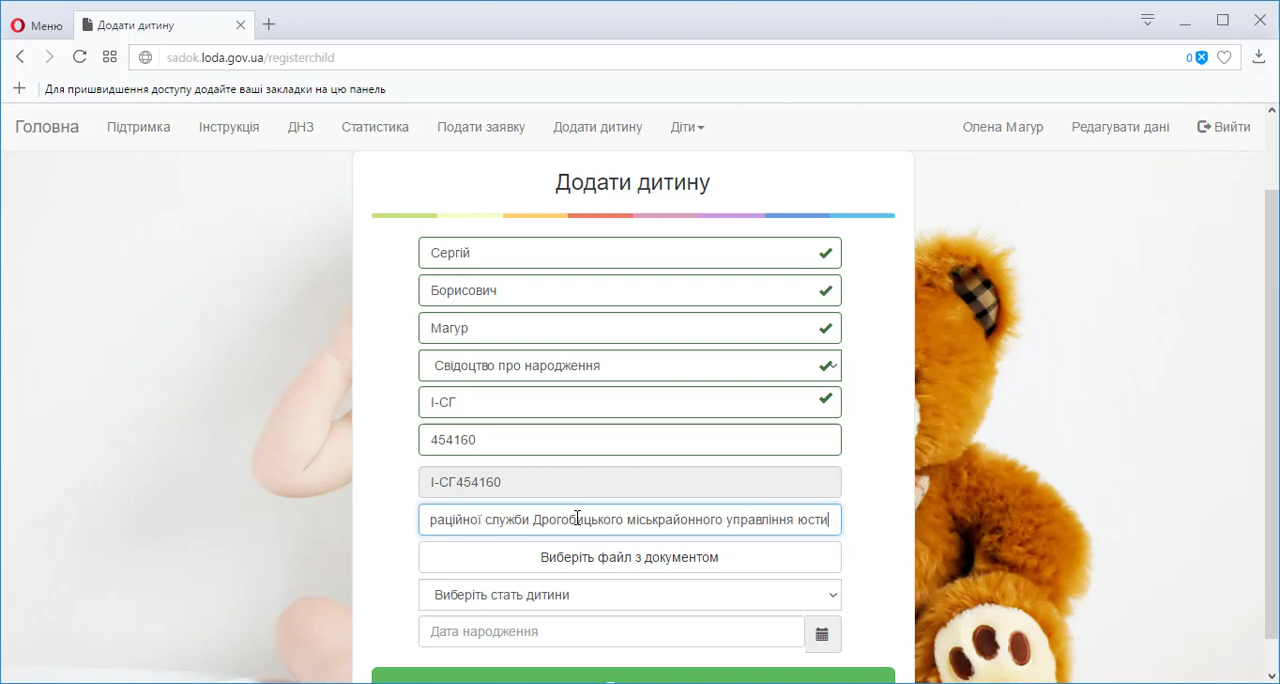 Меню
Додати дитину
sadok.loda.gov.ua/registerchild
0
Для пришвидшення доступу додайте ваші закладки на цю панель
Головна Підтримка Інструкція ДНЗ Статистика Подати заявку Додати дитину Діти Олена Магур Редагувати дані Вийти
Додати дитину
Сергій
Борисович
Магур
Свідоцтво про народження
І-СГ
454160
І-СГ454160
раційної служби Дрогобицького міськрайонного управління юсти
Виберіть файл з документом
Виберіть стать дитини
Дата народження